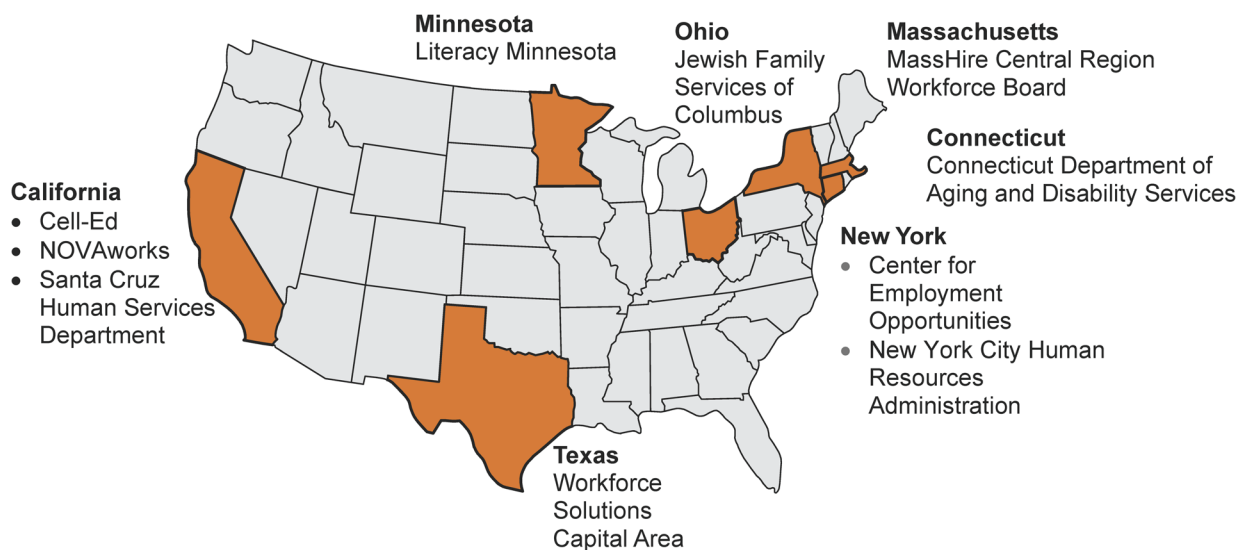 Minnesota
Literacy Minnesota
Ohio
Jewish Family
Services of
Columbus
Massachusetts
MassHire Central Region
Workforce Board
Connecticut
Connecticut Department of
Aging and Disability Services
California
• Cell-Ed
• NOVAworks
• Santa Cruz
Human Services
Department
New York
• Center for
Employment
Opportunities
• New York City Human
Resources
Administration
Texas
Workforce
Solutions
Capital Area